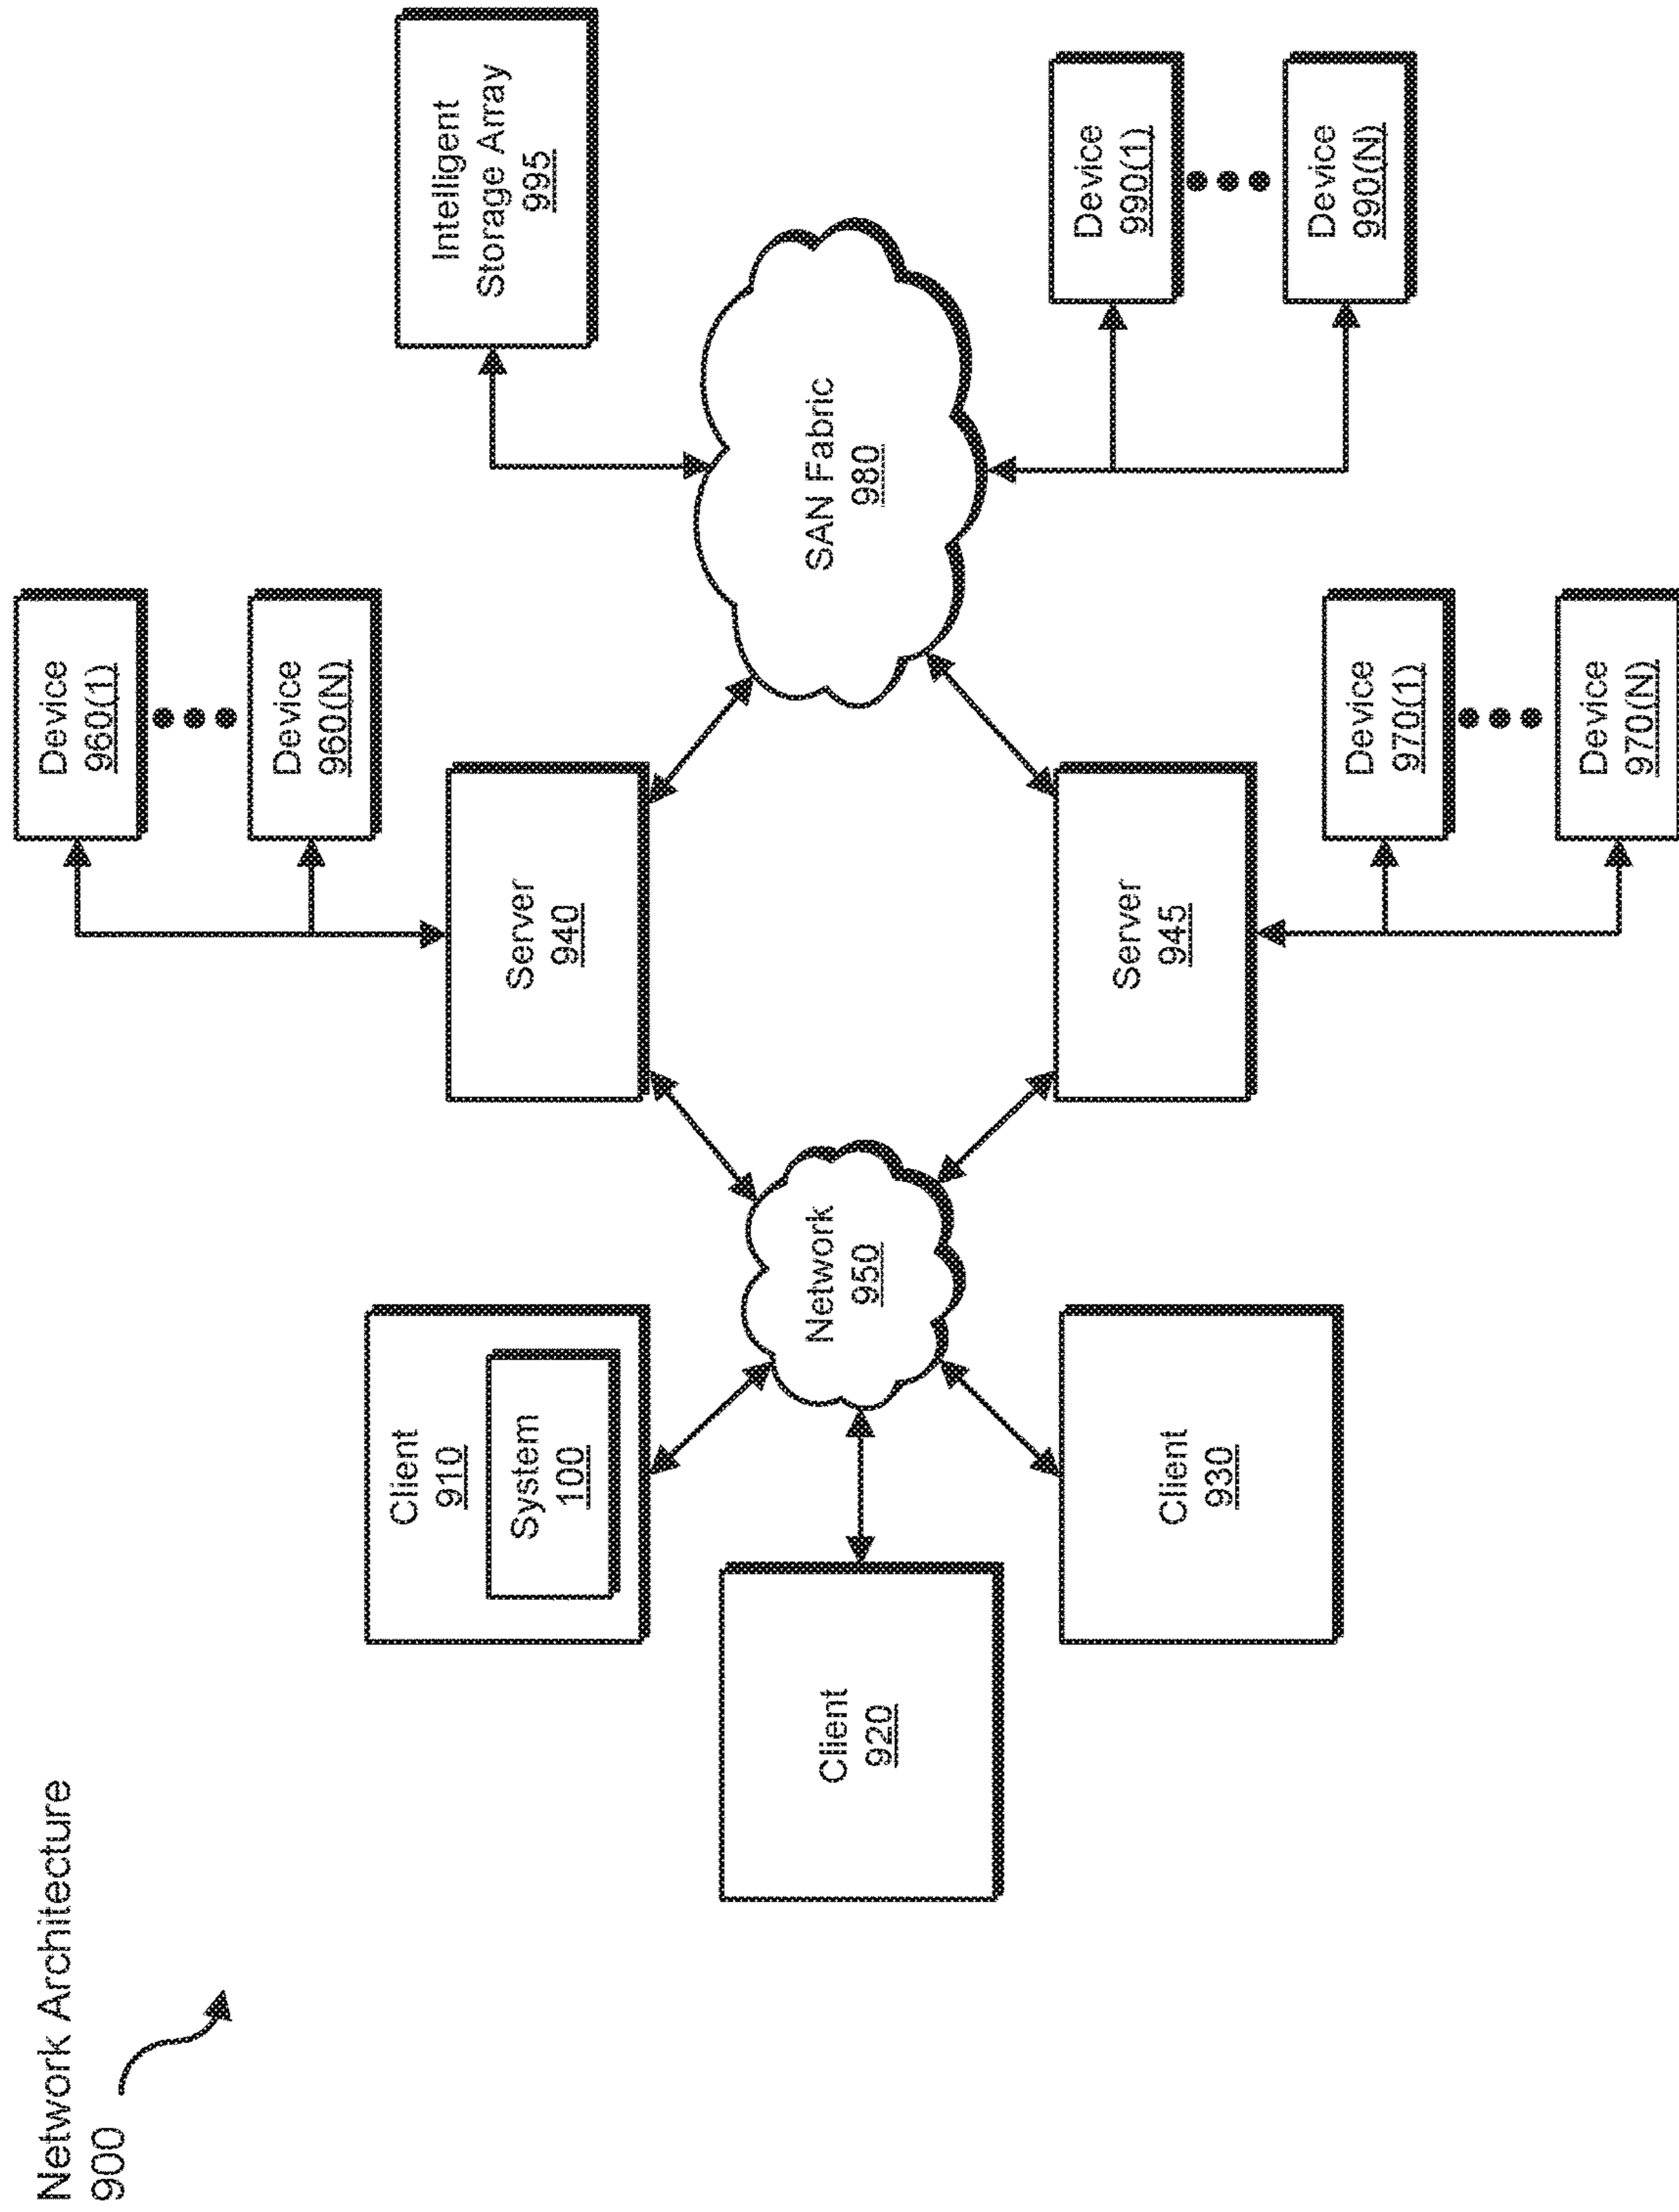 Network Architecture
900
Client
910
System
100
Client
920
Client
930
Network
950
Server
940
Server
945
Device
960(1)
Device
960(N)
Device
970(1)
Device
970(N)
SAN Fabric
980
Intelligent
Storage Array
995
Device
990(1)
Device
990(N)